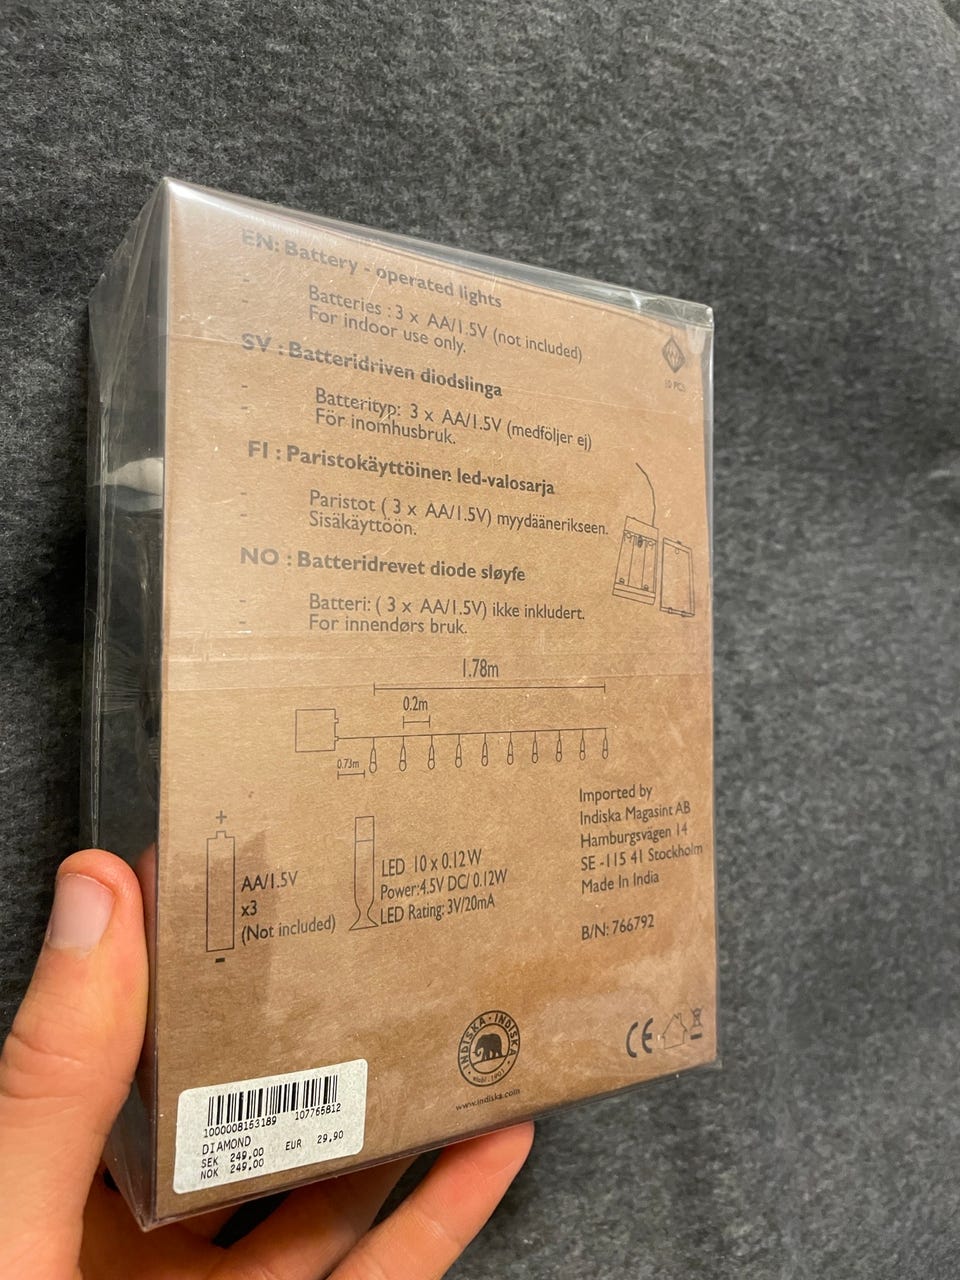 EN: Battery - operated lights
- Batteries : 3 x AA/1.5V (not included)
- For indoor use only.
SV : Batteridriven diodslinga
- Batterityp: 3 x AA/1.5V (medföljer ej)
- För inomhusbruk.
FI : Paristokäyttöinen led-valosarja
- Paristot ( 3 x AA/1.5V) myydäänerikseen.
- Sisäkäyttöön.
NO : Batteridrevet diode sløyfe
- Batteri: ( 3 x AA/1.5V) ikke inkludert.
- For innendørs bruk.
10 PCS
1.78m
0.2m
0.73m
+
AA/1.5V
x3
(Not included)
-
LED 10 x 0.12W
Power:4.5V DC/ 0.12W
LED Rating: 3V/20mA
Imported by
Indiska Magasint AB
Hamburgsvägen 14
SE -115 41 Stockholm
Made In India
B/N: 766792
INDISKA · INDISKA
etabl · 1901
www.indiska.com
CE
1000008153189 107765812
DIAMOND
SEK 249,00 EUR 29,90
NOK 249,00